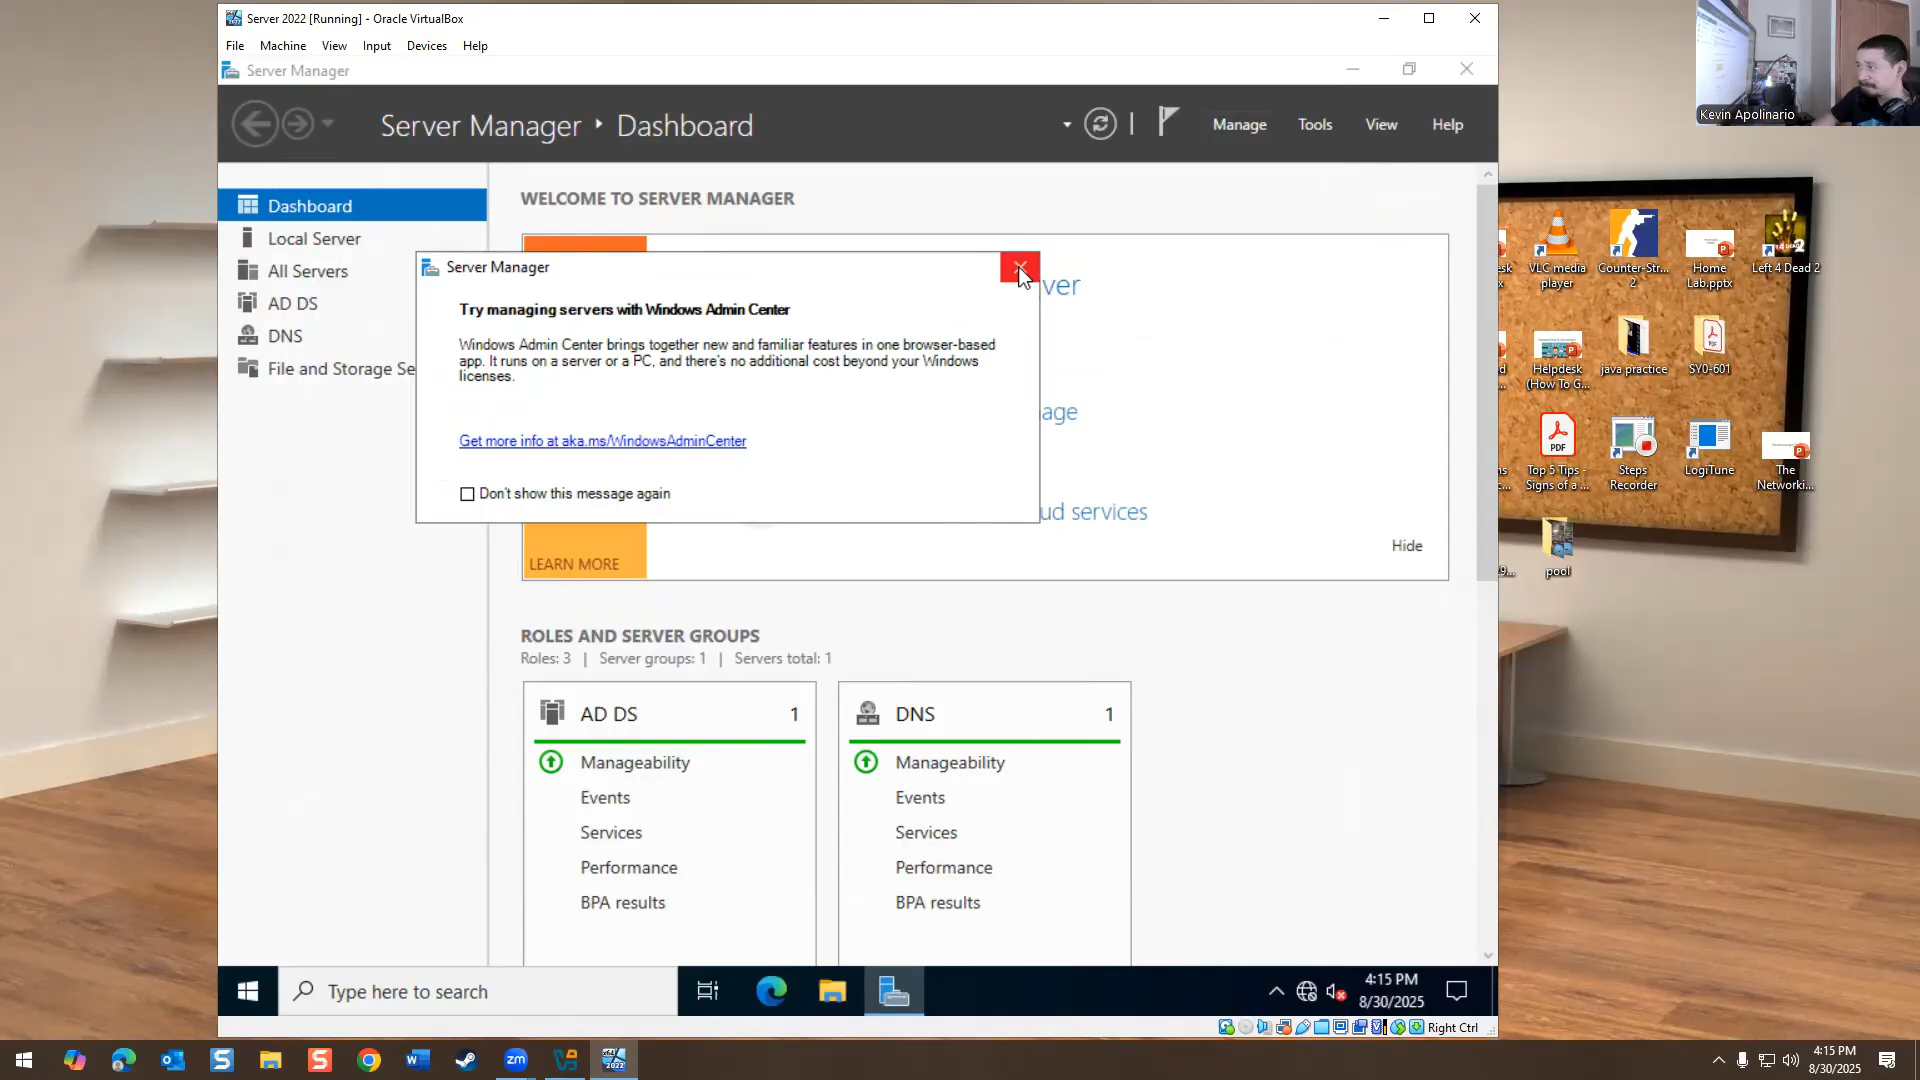 Server 2022 [Running] - Oracle VirtualBox
File Machine View Input Devices Help
Server Manager
Server Manager ‣ Dashboard
Manage Tools View Help
Kevin Apolinario
Dashboard
Local Server
All Servers
AD DS
DNS
File and Storage Se
WELCOME TO SERVER MANAGER
ver
age
ud services
Hide
LEARN MORE
Server Manager
Try managing servers with Windows Admin Center
Windows Admin Center brings together new and familiar features in one browser-based
app. It runs on a server or a PC, and there's no additional cost beyond your Windows
licenses.
Get more info at aka.ms/WindowsAdminCenter
Don't show this message again
ROLES AND SERVER GROUPS
Roles: 3 | Server groups: 1 | Servers total: 1
AD DS 1
Manageability
Events
Services
Performance
BPA results
DNS 1
Manageability
Events
Services
Performance
BPA results
VLC media
player
Counter-Str...
2
Home
Lab.pptx
Left 4 Dead 2
Helpdesk
(How To G...
java practice
SY0-601
PDF
Top 5 Tips -
Signs of a ...
Steps
Recorder
LogiTune
The
Networki...
pool
Type here to search
4:15 PM
8/30/2025
Right Ctrl
zm
2022
4:15 PM
8/30/2025